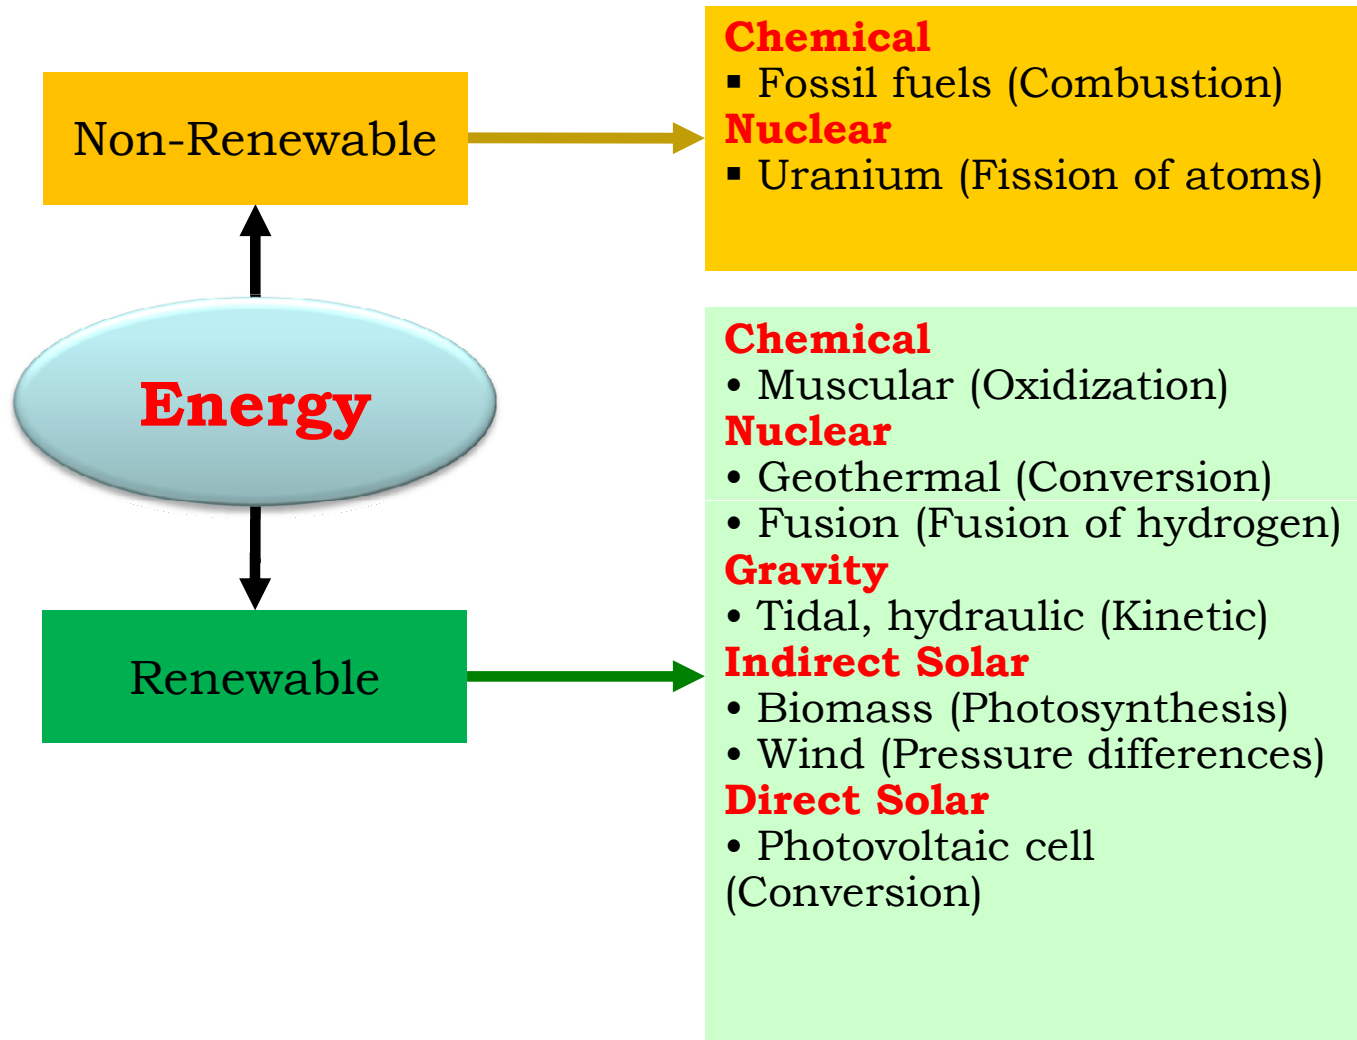 Non-Renewable
Chemical
▪ Fossil fuels (Combustion)
Nuclear
▪ Uranium (Fission of atoms)
Energy
Renewable
Chemical
• Muscular (Oxidization)
Nuclear
• Geothermal (Conversion)
• Fusion (Fusion of hydrogen)
Gravity
• Tidal, hydraulic (Kinetic)
Indirect Solar
• Biomass (Photosynthesis)
• Wind (Pressure differences)
Direct Solar
• Photovoltaic cell
(Conversion)